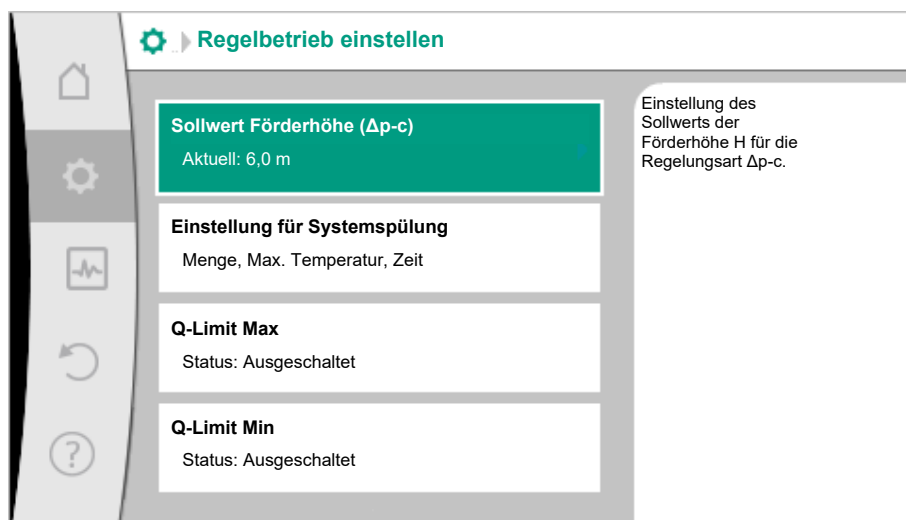 Regelbetrieb einstellen
Sollwert Förderhöhe (Δp-c)
Aktuell: 6,0 m
Einstellung für Systemspülung
Menge, Max. Temperatur, Zeit
Q-Limit Max
Status: Ausgeschaltet
Q-Limit Min
Status: Ausgeschaltet
Einstellung des
Sollwerts der
Förderhöhe H für die
Regelungsart Δp-c.
?